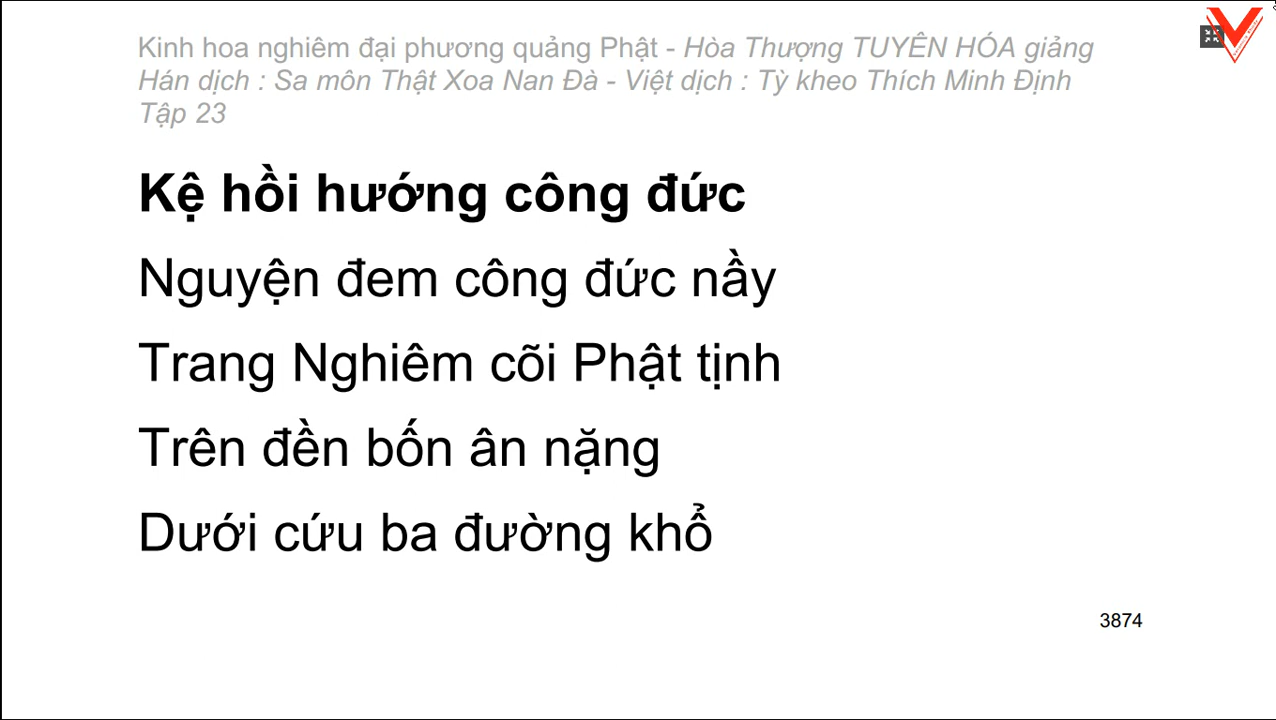 Kinh hoa nghiêm đại phương quảng Phật - Hòa Thượng TUYÊN HÓA giảng
Hán dịch : Sa môn Thật Xoa Nan Đà - Việt dịch : Tỳ kheo Thích Minh Định
Tập 23
Kệ hồi hướng công đức
Nguyện đem công đức nầy
Trang Nghiêm cõi Phật tịnh
Trên đền bốn ân nặng
Dưới cứu ba đường khổ
3874